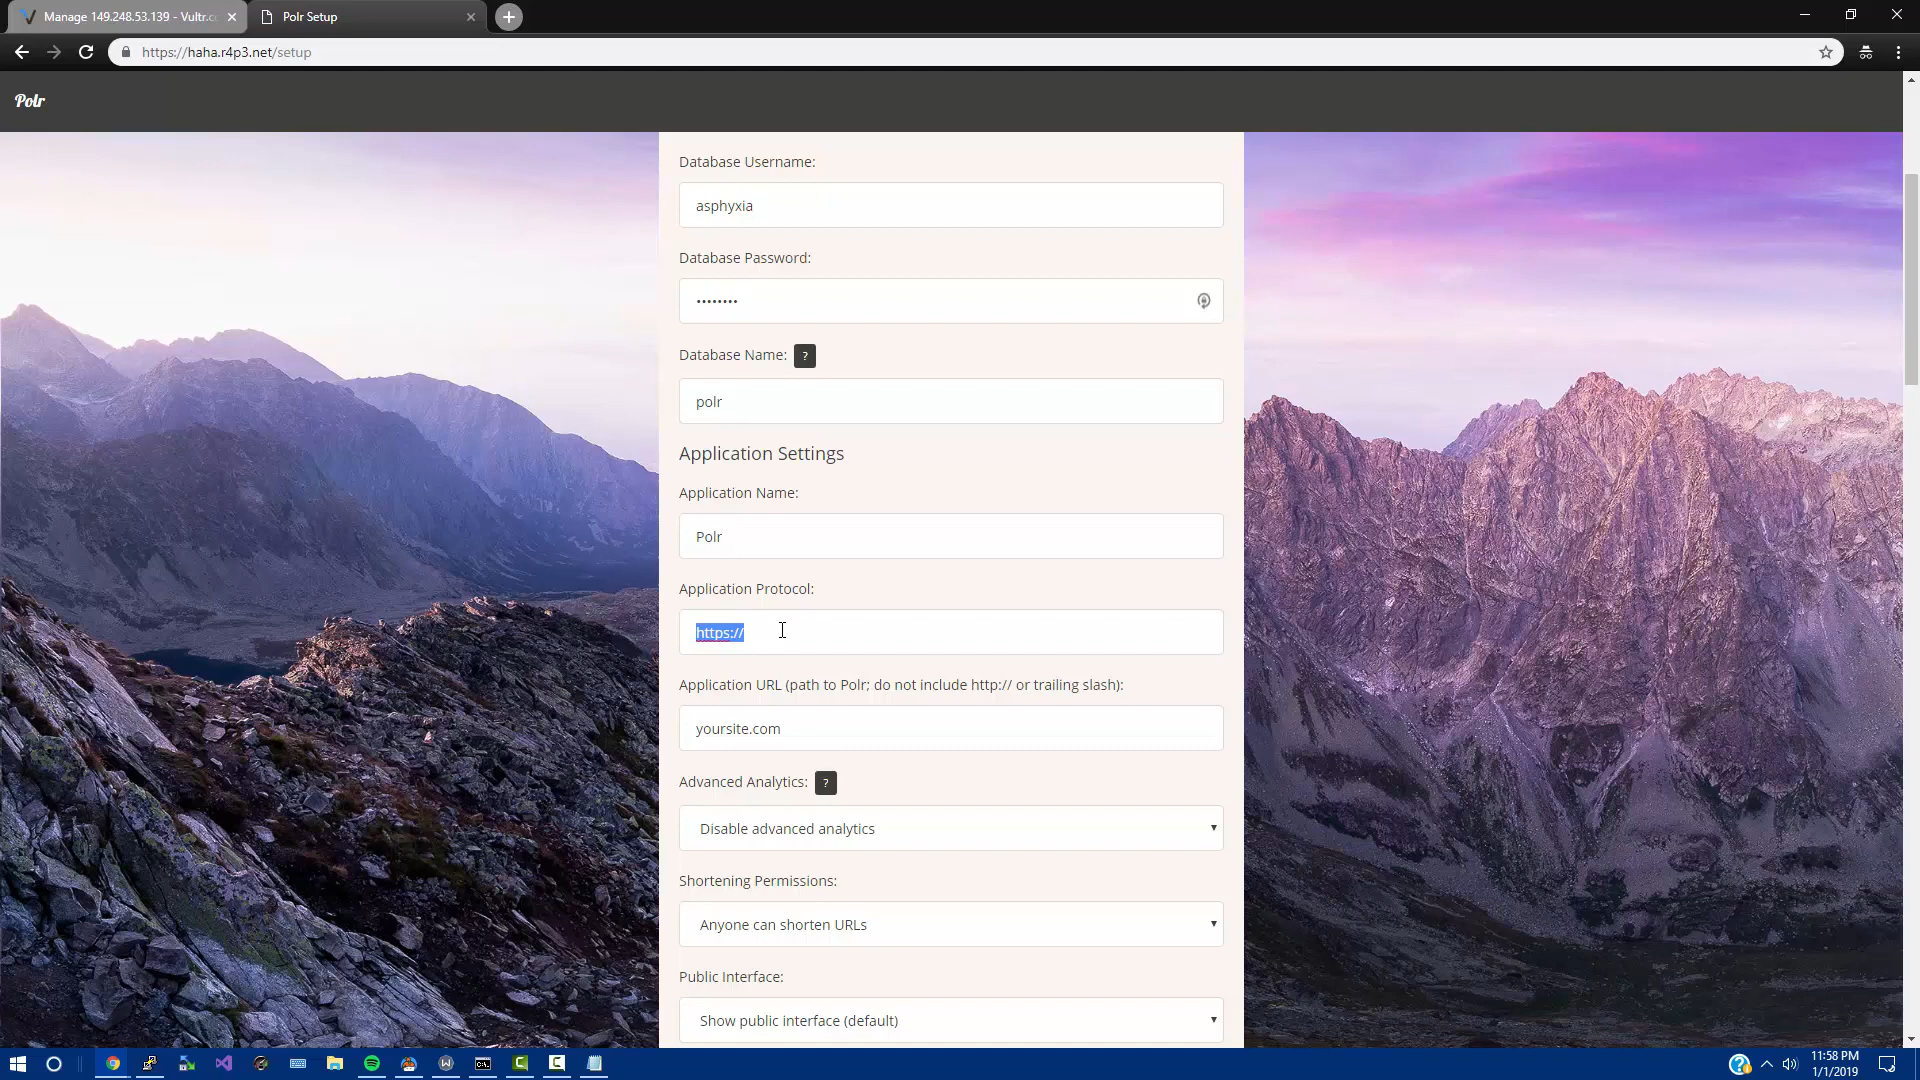 Manage 149.248.53.139 - Vultr.c
Polr Setup
https://haha.r4p3.net/setup
Polr
Database Username:
asphyxia
Database Password:
••••••••
Database Name: ?
polr
Application Settings
Application Name:
Polr
Application Protocol:
https://
Application URL (path to Polr; do not include http:// or trailing slash):
yoursite.com
Advanced Analytics: ?
Disable advanced analytics
Shortening Permissions:
Anyone can shorten URLs
Public Interface:
Show public interface (default)
11:58 PM
1/1/2019